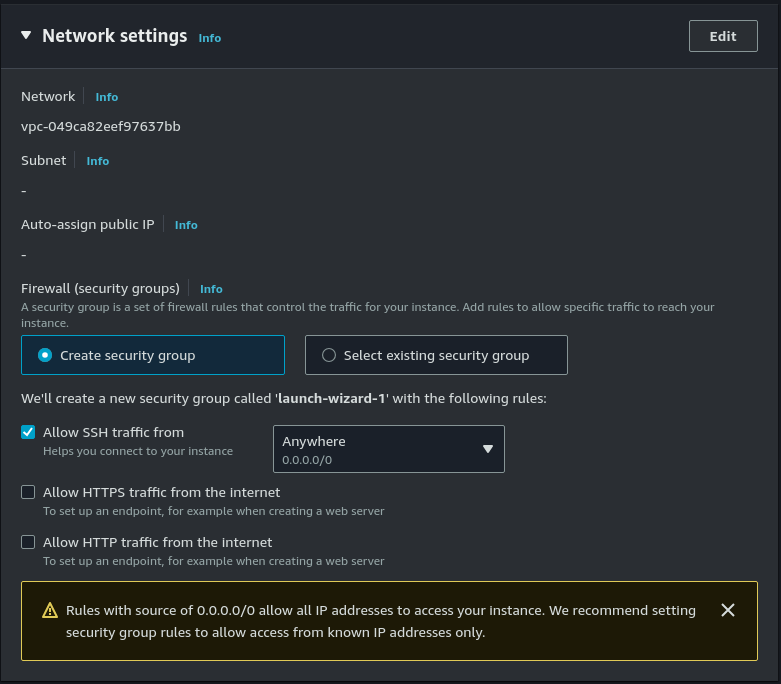 Network settings Info
Edit
Network Info
vpc-049ca82eef97637bb
Subnet Info
-
Auto-assign public IP Info
-
Firewall (security groups) Info
A security group is a set of firewall rules that control the traffic for your instance. Add rules to allow specific traffic to reach your
instance.
Create security group
Select existing security group
We'll create a new security group called 'launch-wizard-1' with the following rules:
Allow SSH traffic from
Helps you connect to your instance
Anywhere
0.0.0.0/0
Allow HTTPS traffic from the internet
To set up an endpoint, for example when creating a web server
Allow HTTP traffic from the internet
To set up an endpoint, for example when creating a web server
Rules with source of 0.0.0.0/0 allow all IP addresses to access your instance. We recommend setting
security group rules to allow access from known IP addresses only.